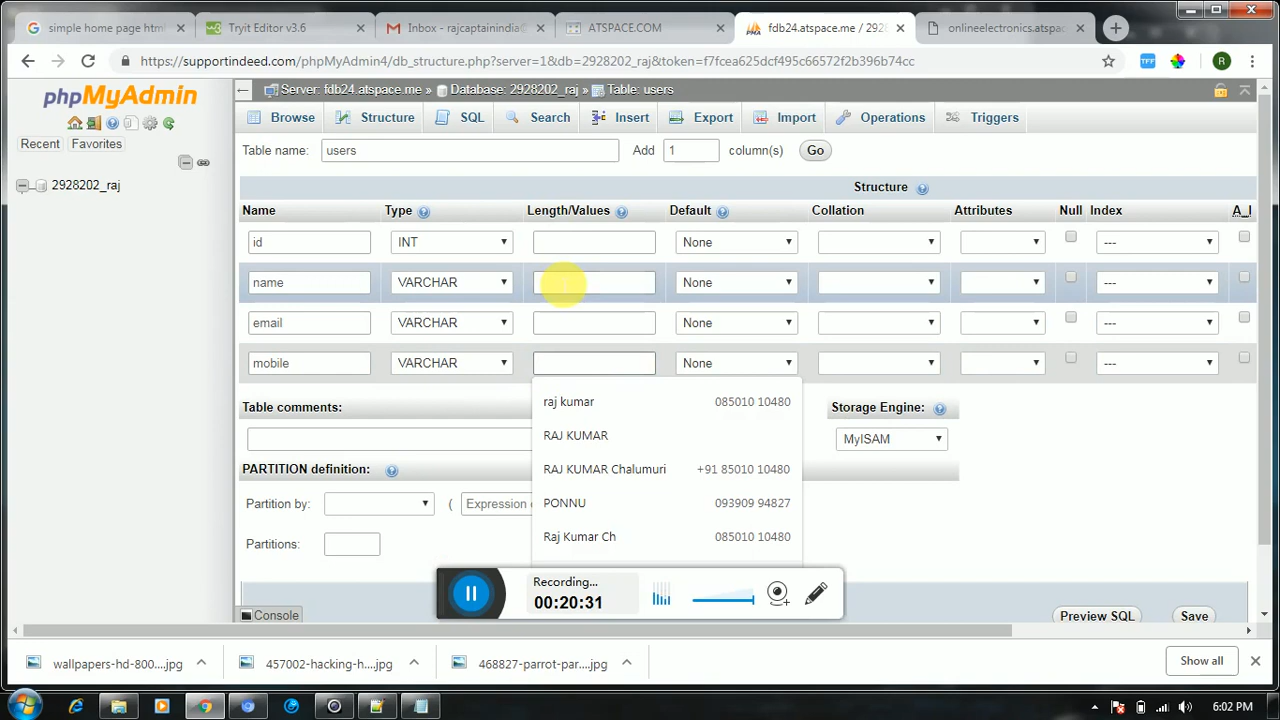 simple home page html
Tryit Editor v3.6
Inbox - rajcaptainindia@
ATSPACE.COM
fdb24.atspace.me / 292
onlineelectronics.atspac
https://supportindeed.com/phpMyAdmin4/db_structure.php?server=1&db=2928202_raj&token=f7fce625dcf495c66572f2396b74cc
TFF
R
phpMyAdmin
Server: fdb24.atspace.me » Database: 2928202_raj » Table: users
Browse Structure SQL Search Insert Export Import Operations Triggers
Recent Favorites
Table name: users Add 1 column(s) Go
2928202_raj
Structure
Name Type Length/Values Default Collation Attributes Null Index A_I
id INT None ---
name VARCHAR None ---
email VARCHAR None ---
mobile VARCHAR None ---
raj kumar 085010 10480
RAJ KUMAR
RAJ KUMAR Chalumuri +91 85010 10480
PONNU 093909 94827
Raj Kumar Ch 085010 10480
Table comments:
Storage Engine:
MyISAM
PARTITION definition:
Partition by: ( Expression
Partitions:
Recording...
00:20:31
Console
Preview SQL Save
wallpapers-hd-800....jpg
457002-hacking-h....jpg
468827-parrot-par....jpg
Show all
6:02 PM